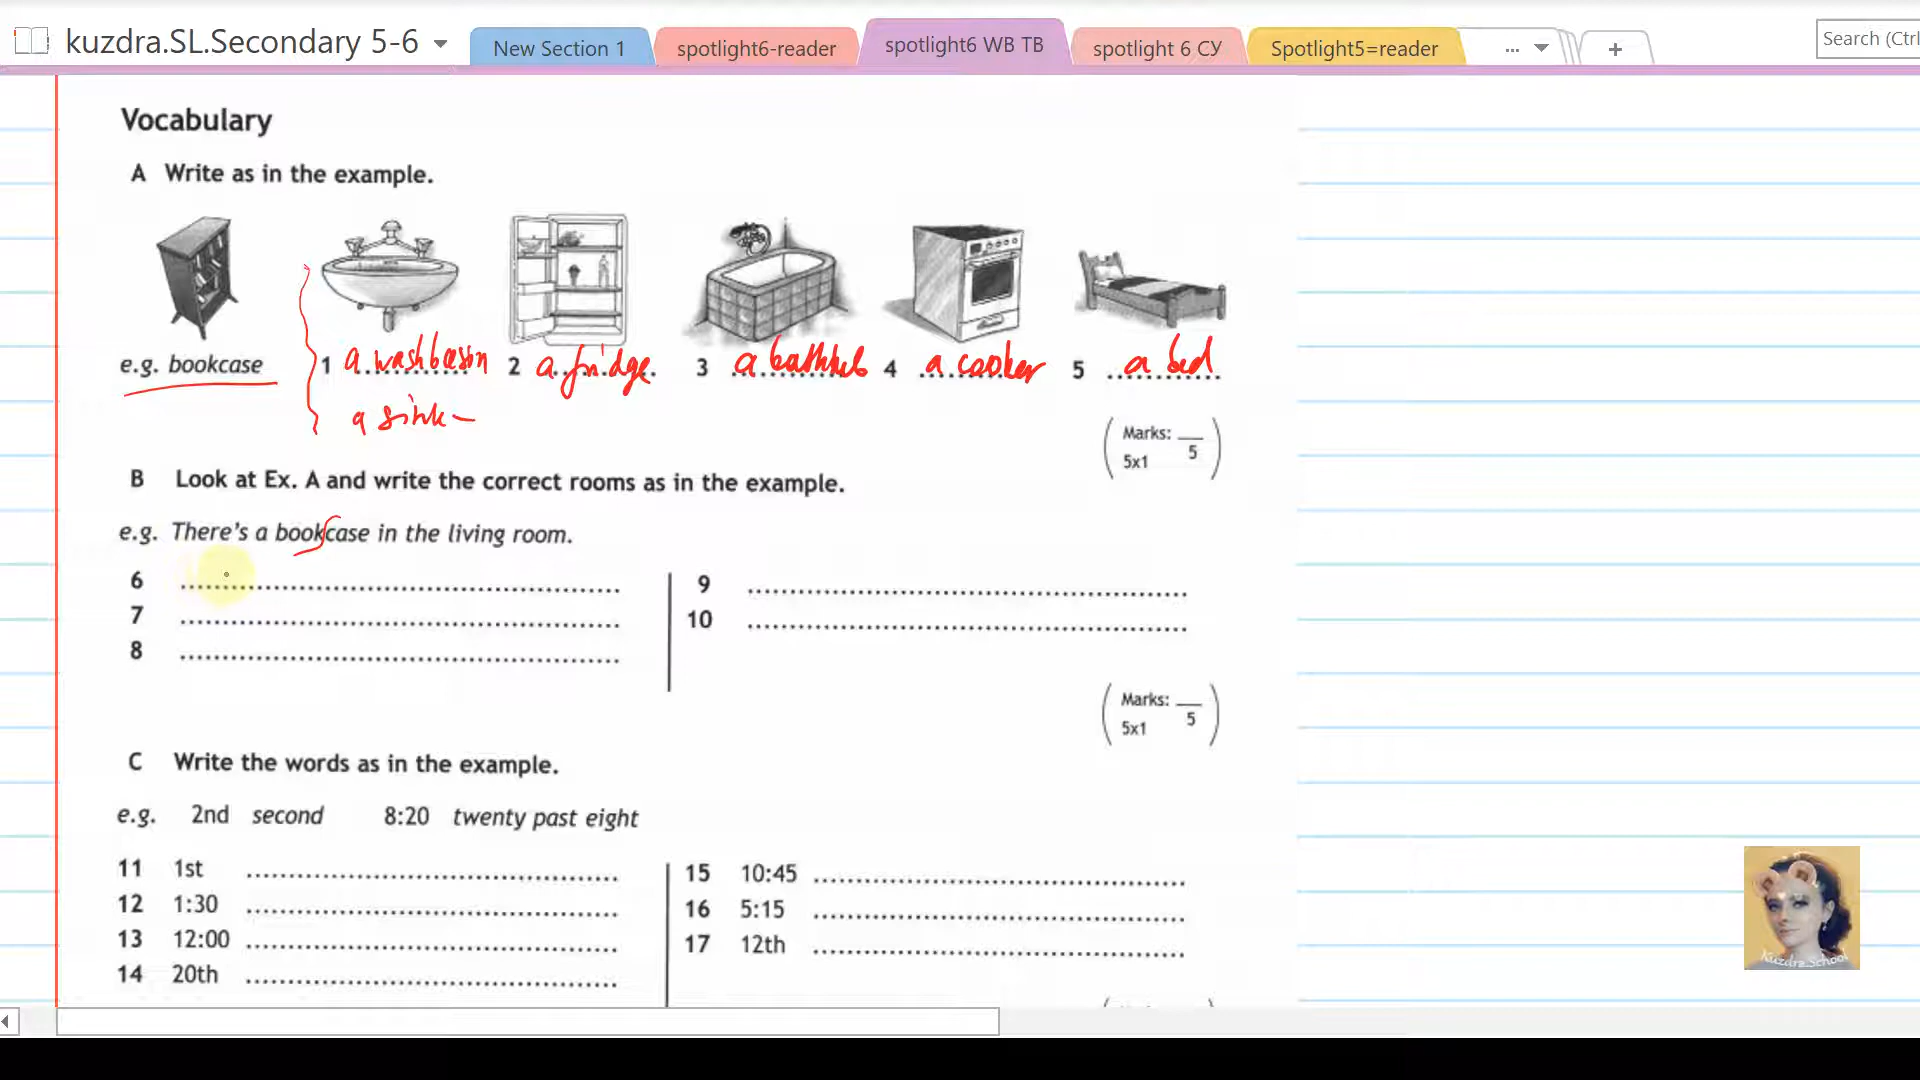 kuzdra.SL.Secondary 5-6 New Section 1 spotlight6-reader spotlight6 WB TB spotlight 6 СУ Spotlight5=reader ... + Search (Ctrl
Vocabulary
A Write as in the example.
e.g. bookcase 1 a washbasin 2 a fridge 3 a bathtub 4 a cooker 5 a bed
a sink
Marks: __
5x1 5
B Look at Ex. A and write the correct rooms as in the example.
e.g. There's a bookcase in the living room.
6 9
7 10
8
Marks: __
5x1 5
C Write the words as in the example.
e.g. 2nd second 8:20 twenty past eight
11 1st 15 10:45
12 1:30 16 5:15
13 12:00 17 12th
14 20th
Kuzdra.School